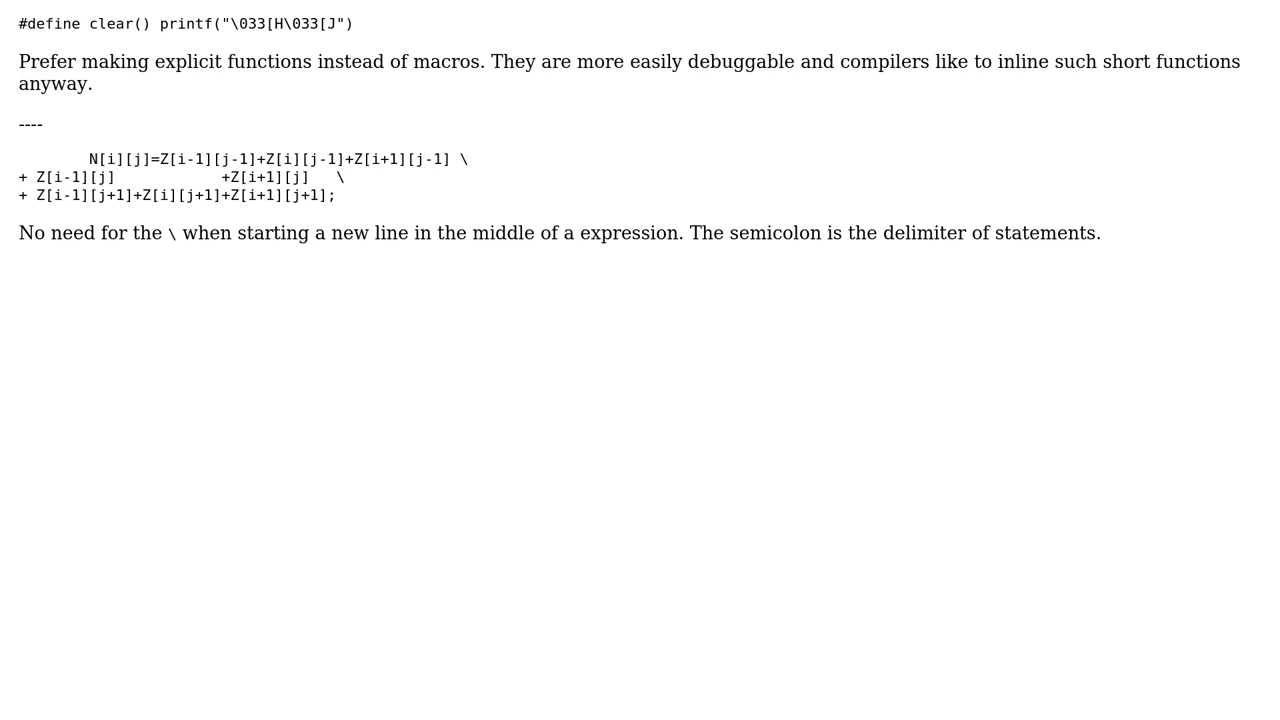 #define clear() printf("\033[H\033[J")
Prefer making explicit functions instead of macros. They are more easily debuggable and compilers like to inline such short functions
anyway.
----
        N[i][j]=Z[i-1][j-1]+Z[i][j-1]+Z[i+1][j-1] \
+ Z[i-1][j]            +Z[i+1][j]   \
+ Z[i-1][j+1]+Z[i][j+1]+Z[i+1][j+1];
No need for the \ when starting a new line in the middle of a expression. The semicolon is the delimiter of statements.